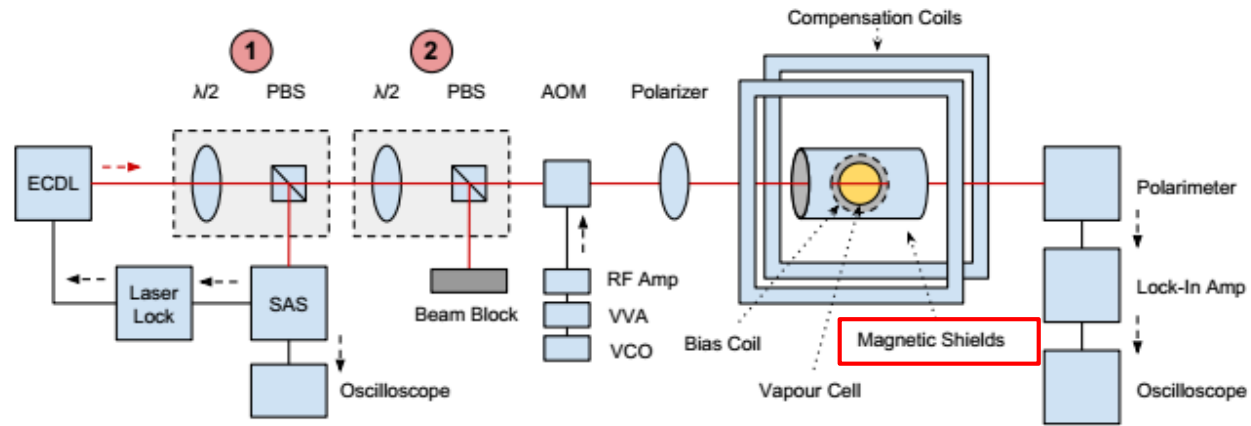 Compensation Coils
1
2
λ/2
PBS
λ/2
PBS
AOM
Polarizer
ECDL
Polarimeter
Laser
Lock
SAS
RF Amp
Lock-In Amp
Beam Block
VVA
Bias Coil
Magnetic Shields
VCO
Oscilloscope
Vapour Cell
Oscilloscope